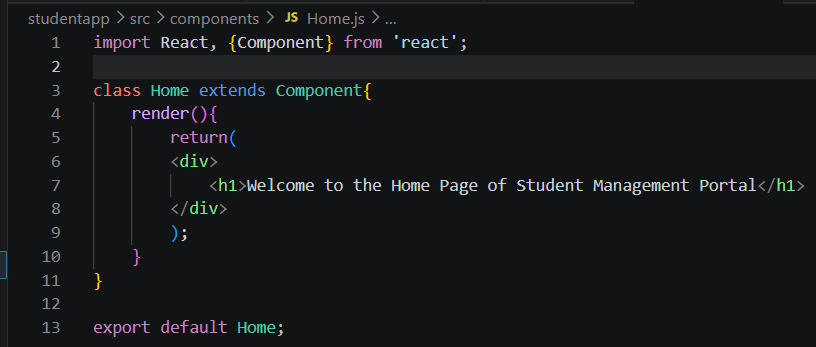 studentapp > src > components > JS Home.js > ...
1 import React, {Component} from 'react';
2
3 class Home extends Component{
4     render(){
5         return(
6         <div>
7             <h1>Welcome to the Home Page of Student Management Portal</h1>
8         </div>
9         );
10     }
11 }
12
13 export default Home;